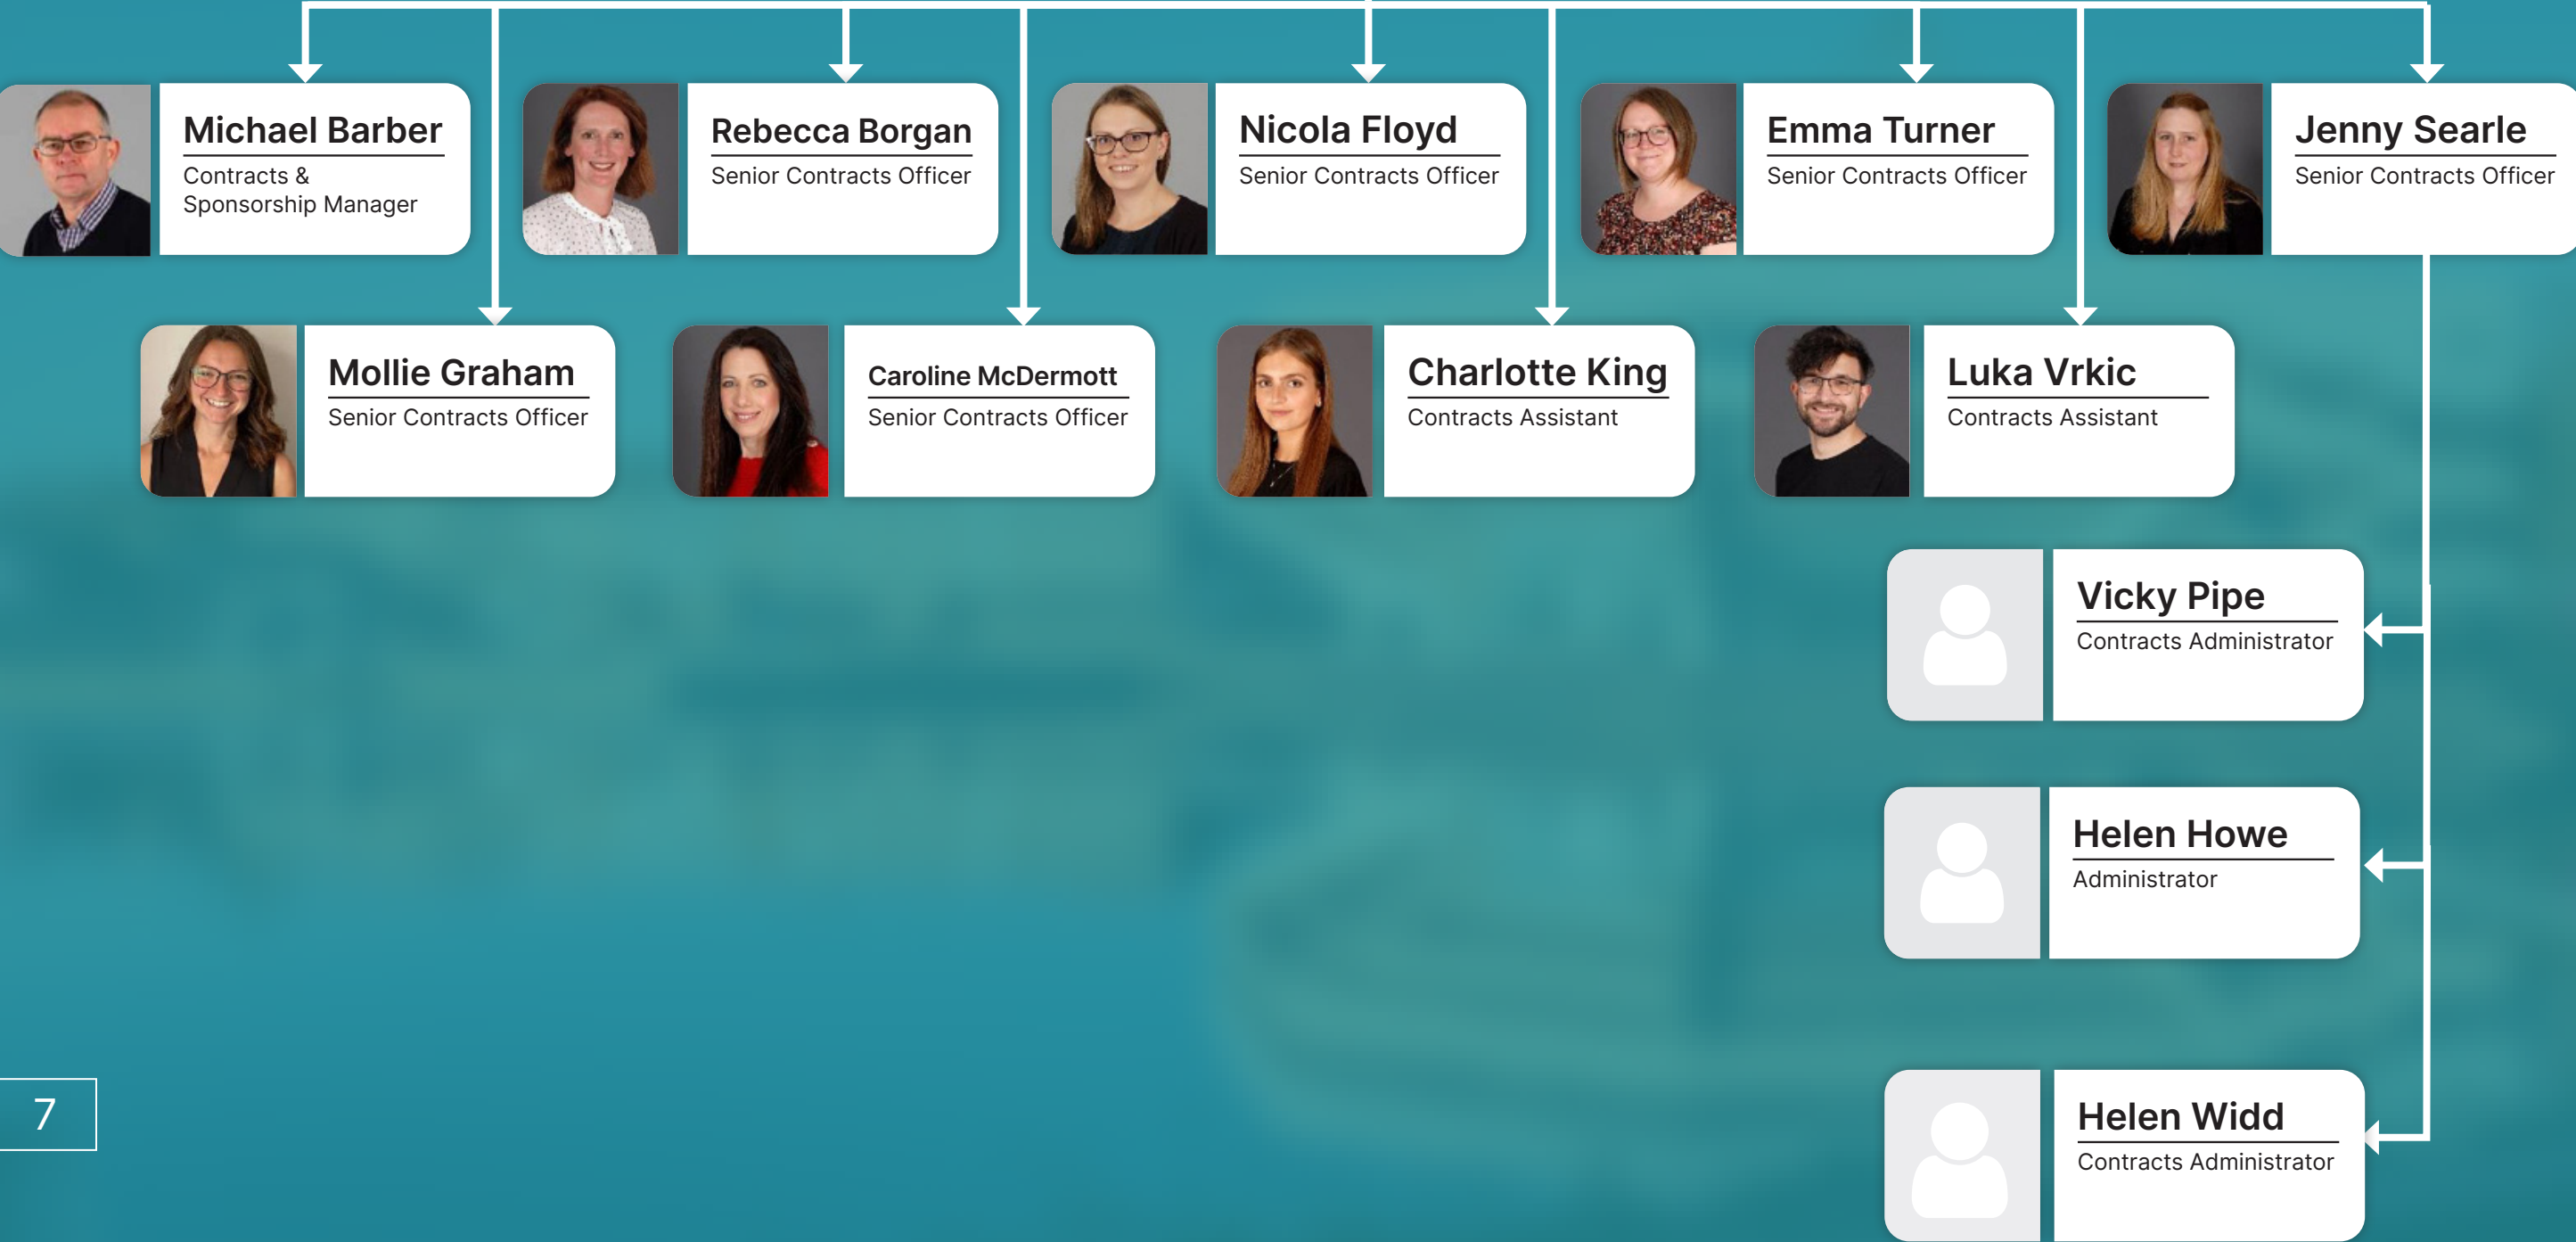 Michael Barber
Contracts &
Sponsorship Manager
Rebecca Borgan
Senior Contracts Officer
Nicola Floyd
Senior Contracts Officer
Emma Turner
Senior Contracts Officer
Jenny Searle
Senior Contracts Officer
Mollie Graham
Senior Contracts Officer
Caroline McDermott
Senior Contracts Officer
Charlotte King
Contracts Assistant
Luka Vrkic
Contracts Assistant
Vicky Pipe
Contracts Administrator
Helen Howe
Administrator
Helen Widd
Contracts Administrator
7